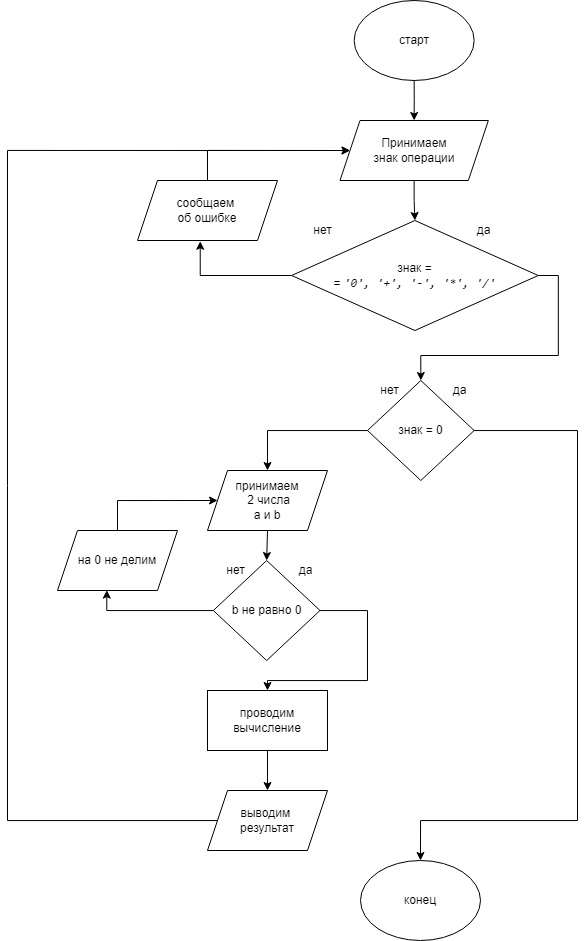 старт
Принимаем
знак операции
сообщаем
об ошибке
нет
да
знак =
= '0', '+', '-', '*', '/'
нет
да
знак = 0
принимаем
2 числа
a и b
на 0 не делим
нет
да
b не равно 0
проводим
вычисление
выводим
результат
конец